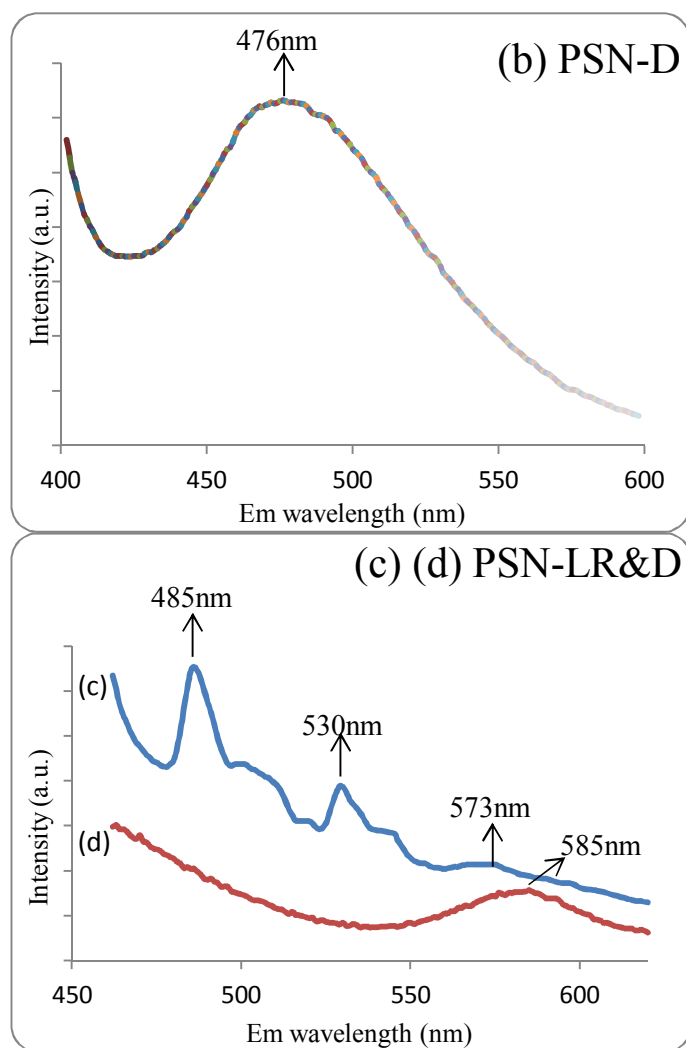 476nm
(b) PSN-D
Intensity (a.u.)
400 450 500 550 600
Em wavelength (nm)
(c) (d) PSN-LR&D
485nm
530nm
573nm
585nm
(c)
(d)
Intensity (a.u.)
450 500 550 600
Em wavelength (nm)